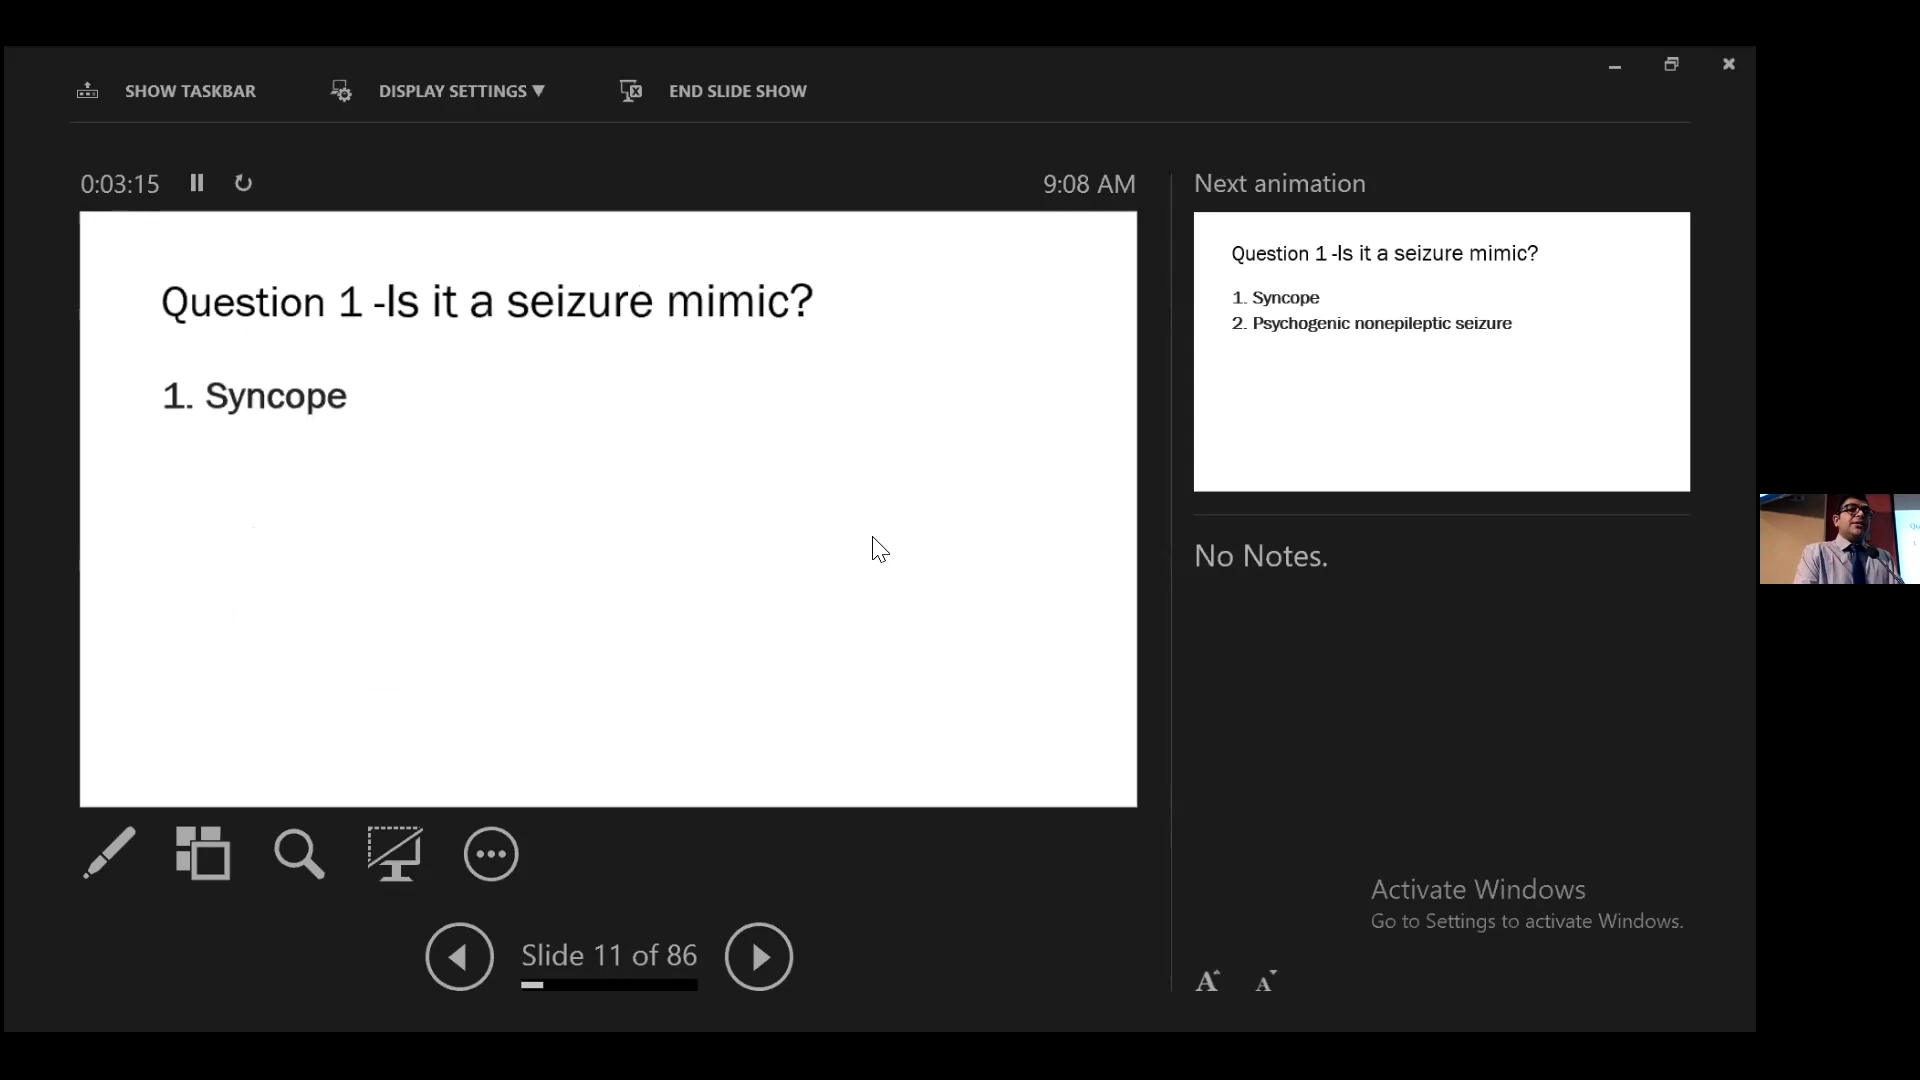 SHOW TASKBAR
DISPLAY SETTINGS ▼
END SLIDE SHOW
0:03:15
9:08 AM
Question 1 -Is it a seizure mimic?
1. Syncope
Slide 11 of 86
Next animation
Question 1 -Is it a seizure mimic?
1. Syncope
2. Psychogenic nonepileptic seizure
No Notes.
Activate Windows
Go to Settings to activate Windows.
A A